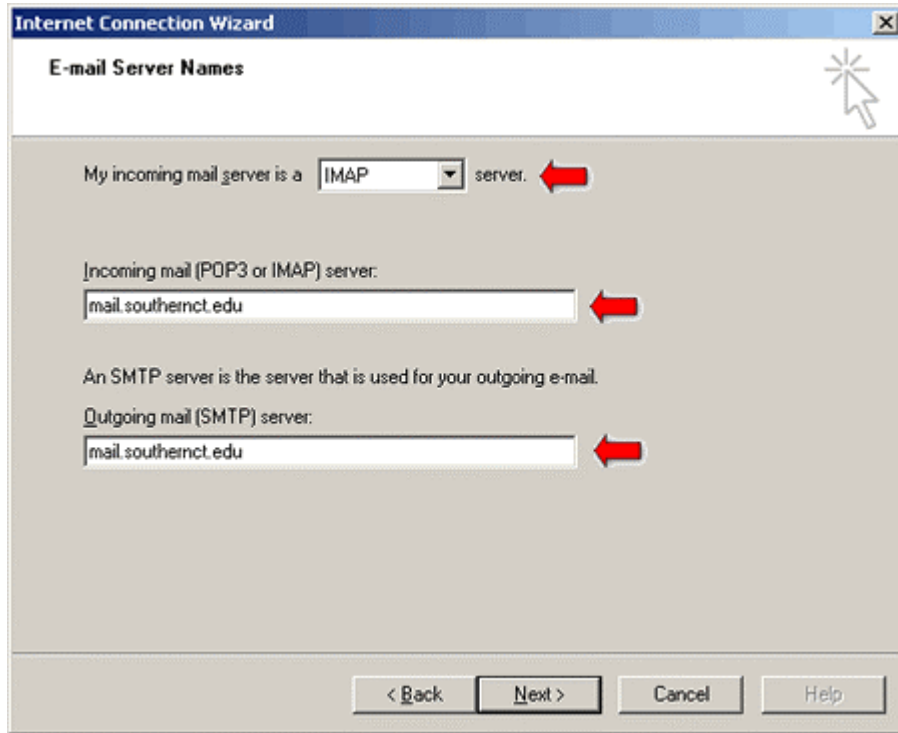 Internet Connection Wizard
E-mail Server Names
My incoming mail server is a IMAP server.
Incoming mail (POP3 or IMAP) server:
mail.southernct.edu
An SMTP server is the server that is used for your outgoing e-mail.
Outgoing mail (SMTP) server:
mail.southernct.edu
< Back Next > Cancel Help